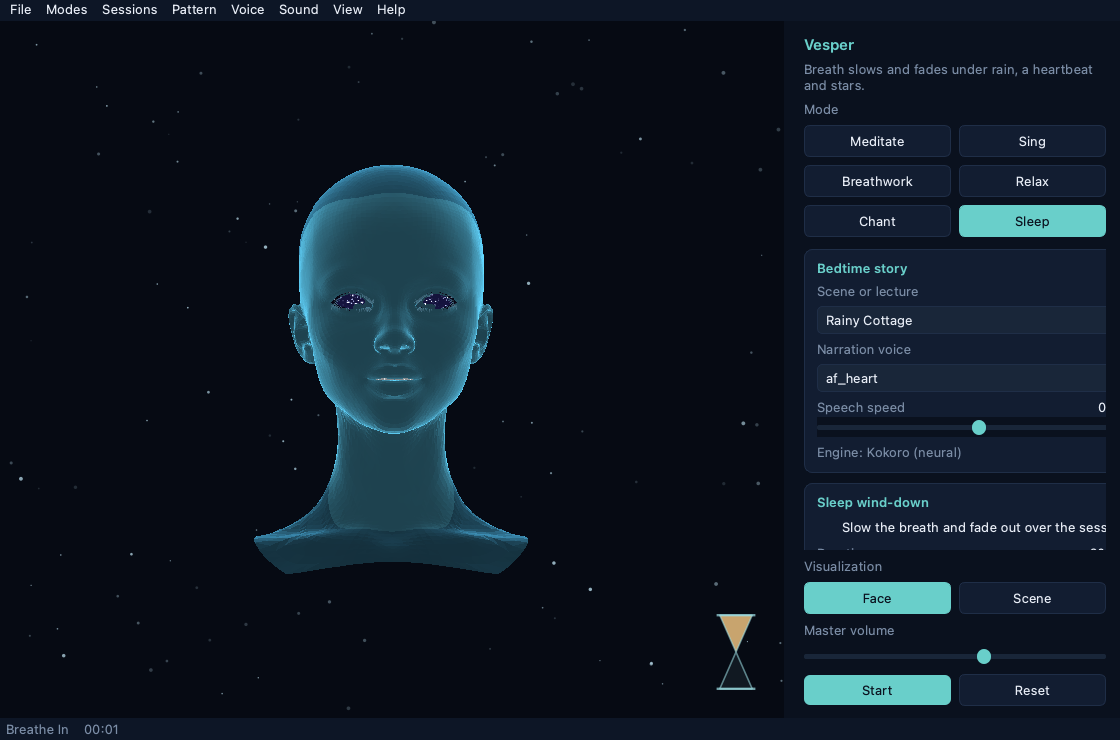 File Modes Sessions Pattern Voice Sound View Help
Vesper
Breath slows and fades under rain, a heartbeat
and stars.
Mode
Meditate Sing
Breathwork Relax
Chant Sleep
Bedtime story
Scene or lecture
Rainy Cottage
Narration voice
af_heart
Speech speed 0
Engine: Kokoro (neural)
Sleep wind-down
Slow the breath and fade out over the sess
Visualization
Face Scene
Master volume
Start Reset
Breathe In 00:01